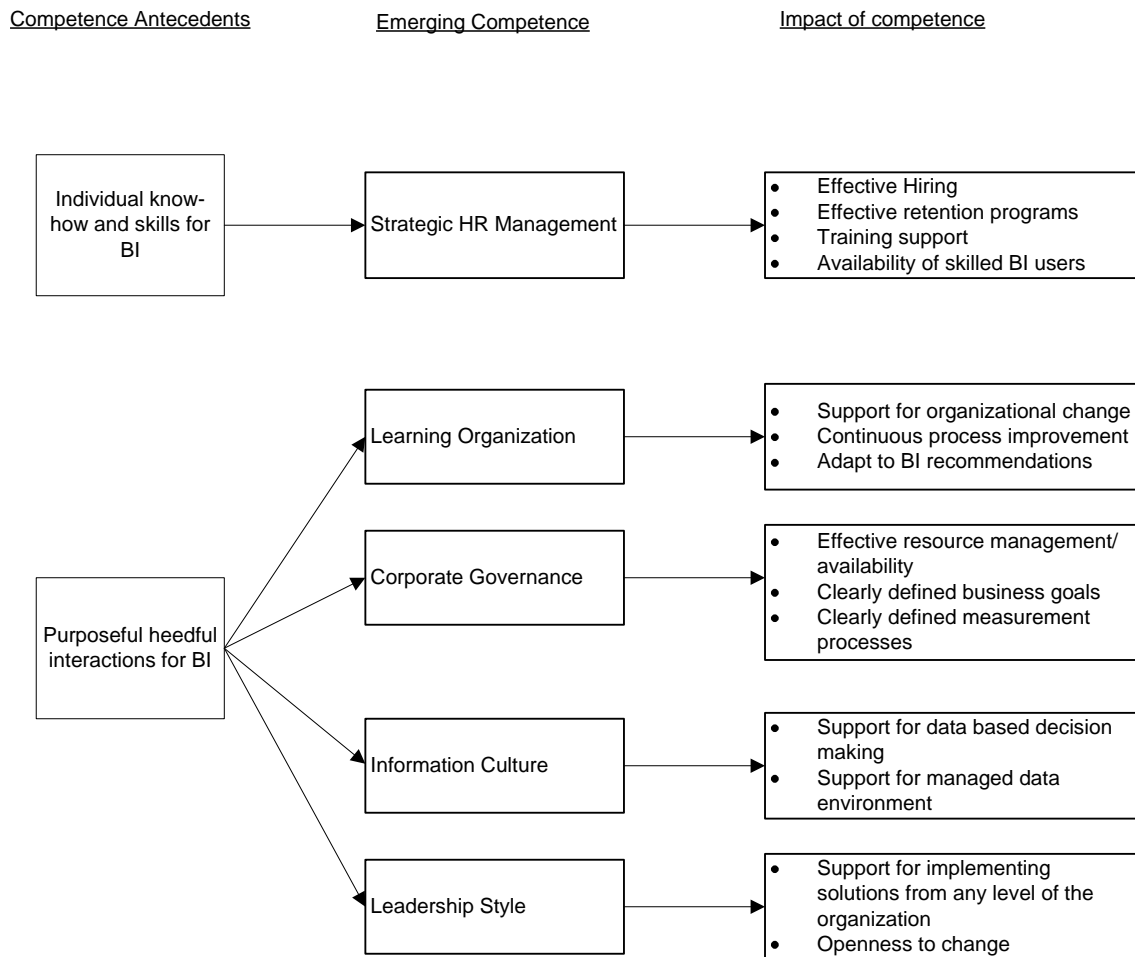 Competence Antecedents
Emerging Competence
Impact of competence
Individual know-
how and skills for
BI
Strategic HR Management
• Effective Hiring
• Effective retention programs
• Training support
• Availability of skilled BI users
Purposeful heedful
interactions for BI
Learning Organization
• Support for organizational change
• Continuous process improvement
• Adapt to BI recommendations
Corporate Governance
• Effective resource management/
availability
• Clearly defined business goals
• Clearly defined measurement
processes
Information Culture
• Support for data based decision
making
• Support for managed data
environment
Leadership Style
• Support for implementing
solutions from any level of the
organization
• Openness to change